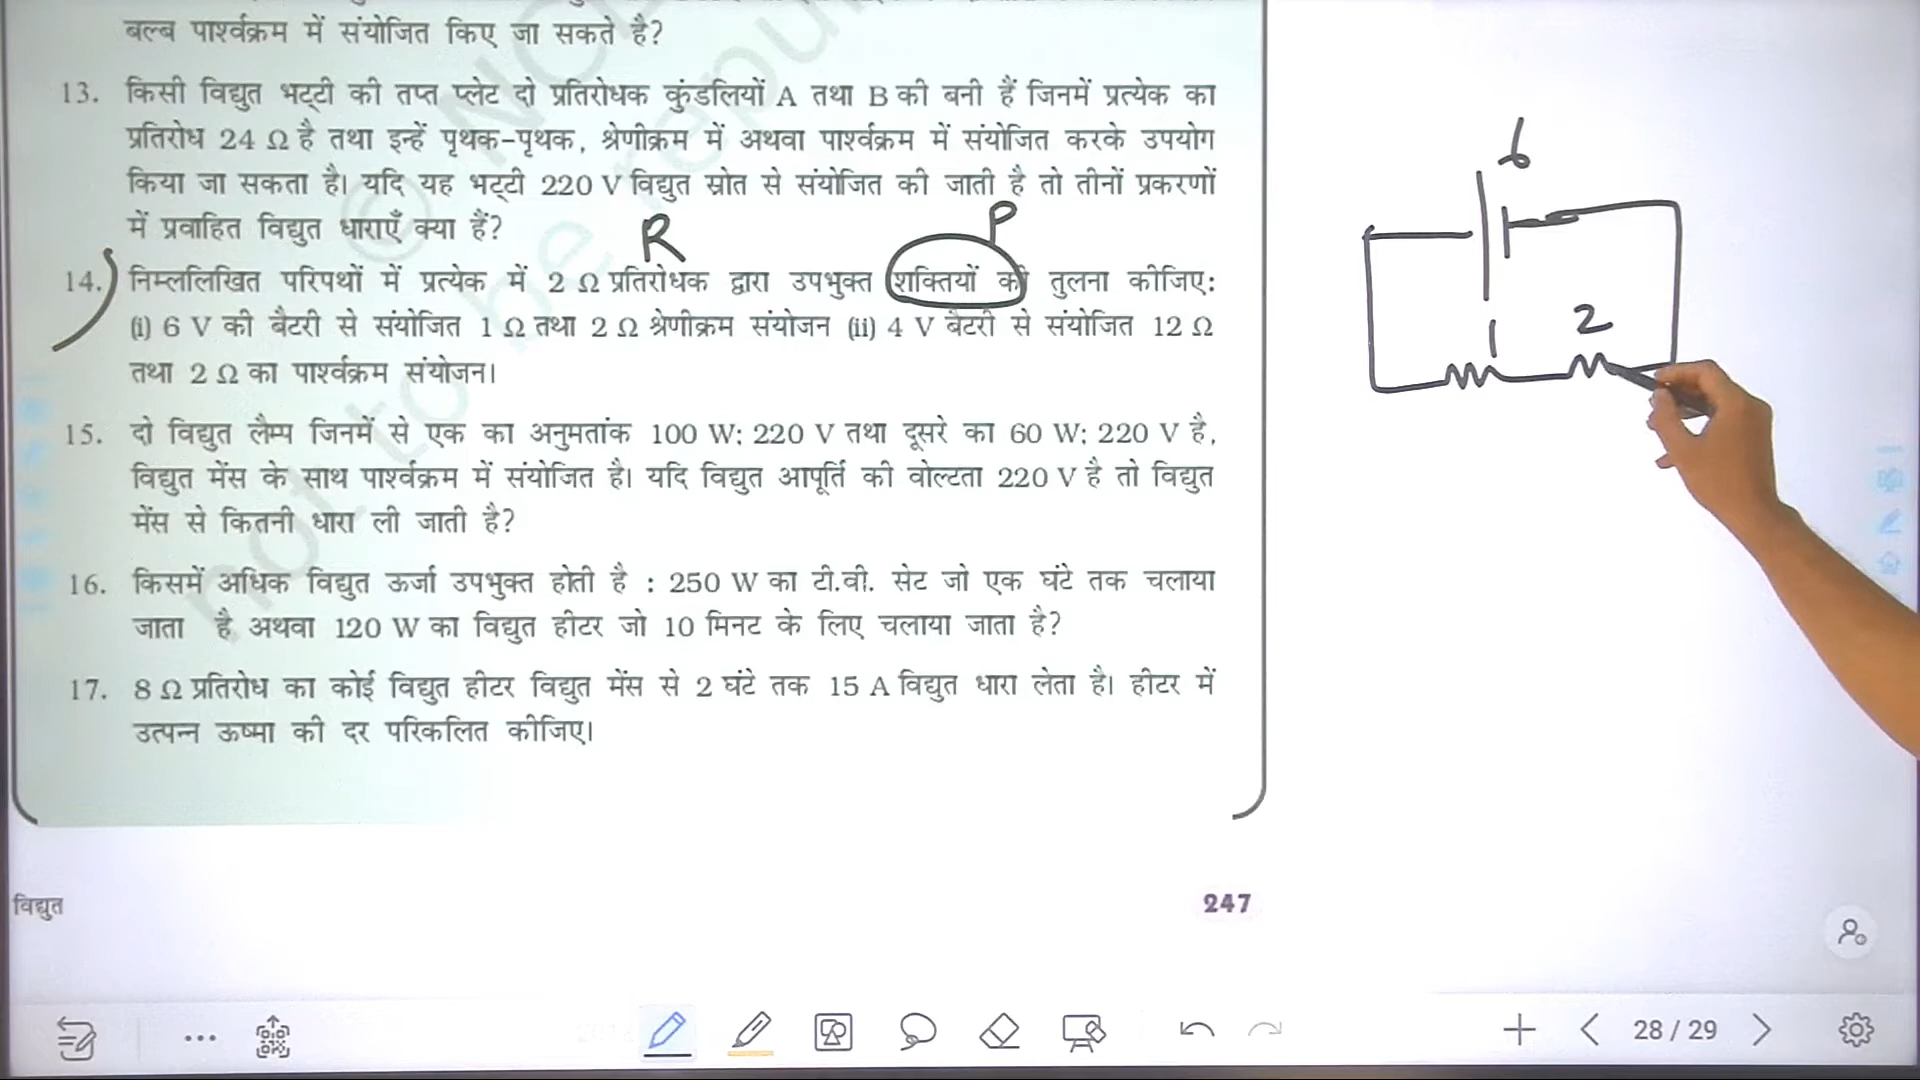 बल्ब पार्श्वक्रम में संयोजित किए जा सकते है?
13. किसी विद्युत भट्टी की तप्त प्लेट दो प्रतिरोधक कुंडलियों A तथा B की बनी हैं जिनमें प्रत्येक का
प्रतिरोध 24 Ω है तथा इन्हें पृथक-पृथक, श्रेणीक्रम में अथवा पार्श्वक्रम में संयोजित करके उपयोग
किया जा सकता है। यदि यह भट्टी 220 V विद्युत स्रोत से संयोजित की जाती है तो तीनों प्रकरणों
में प्रवाहित विद्युत धाराएँ क्या हैं?
R
P
14. निम्नलिखित परिपथों में प्रत्येक में 2 Ω प्रतिरोधक द्वारा उपभुक्त शक्तियों की तुलना कीजिए:
(i) 6 V की बैटरी से संयोजित 1 Ω तथा 2 Ω श्रेणीक्रम संयोजन (ii) 4 V बैटरी से संयोजित 12 Ω
तथा 2 Ω का पार्श्वक्रम संयोजन।
15. दो विद्युत लैम्प जिनमें से एक का अनुमतांक 100 W; 220 V तथा दूसरे का 60 W; 220 V है,
विद्युत मेंस के साथ पार्श्वक्रम में संयोजित है। यदि विद्युत आपूर्ति की वोल्टता 220 V है तो विद्युत
मेंस से कितनी धारा ली जाती है?
16. किसमें अधिक विद्युत ऊर्जा उपभुक्त होती है : 250 W का टी.वी. सेट जो एक घंटे तक चलाया
जाता है अथवा 120 W का विद्युत हीटर जो 10 मिनट के लिए चलाया जाता है?
17. 8 Ω प्रतिरोध का कोई विद्युत हीटर विद्युत मेंस से 2 घंटे तक 15 A विद्युत धारा लेता है। हीटर में
उत्पन्न ऊष्मा की दर परिकलित कीजिए।
6
1
2
विद्युत
247
not to be repu
28 / 29